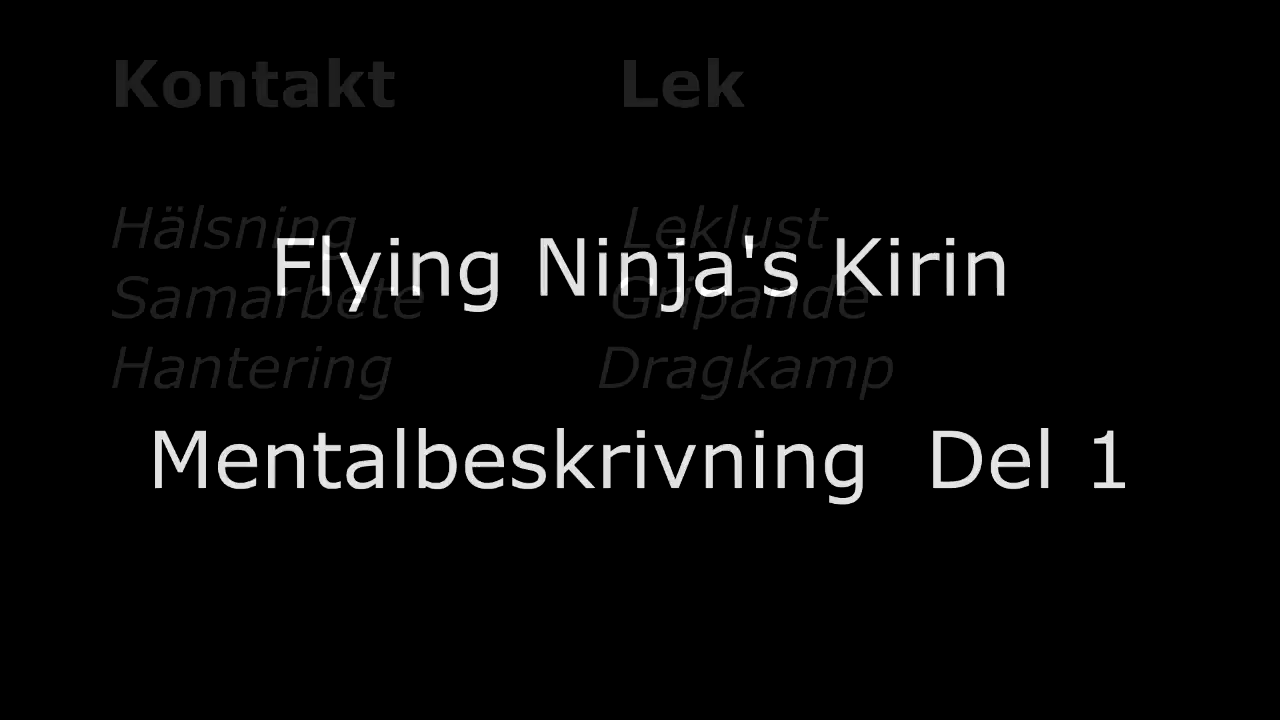 Kontakt Lek
Hälsning Leklust
Flying Ninja's Kirin
Samarbete Gripande
Hantering Dragkamp
Mentalbeskrivning Del 1